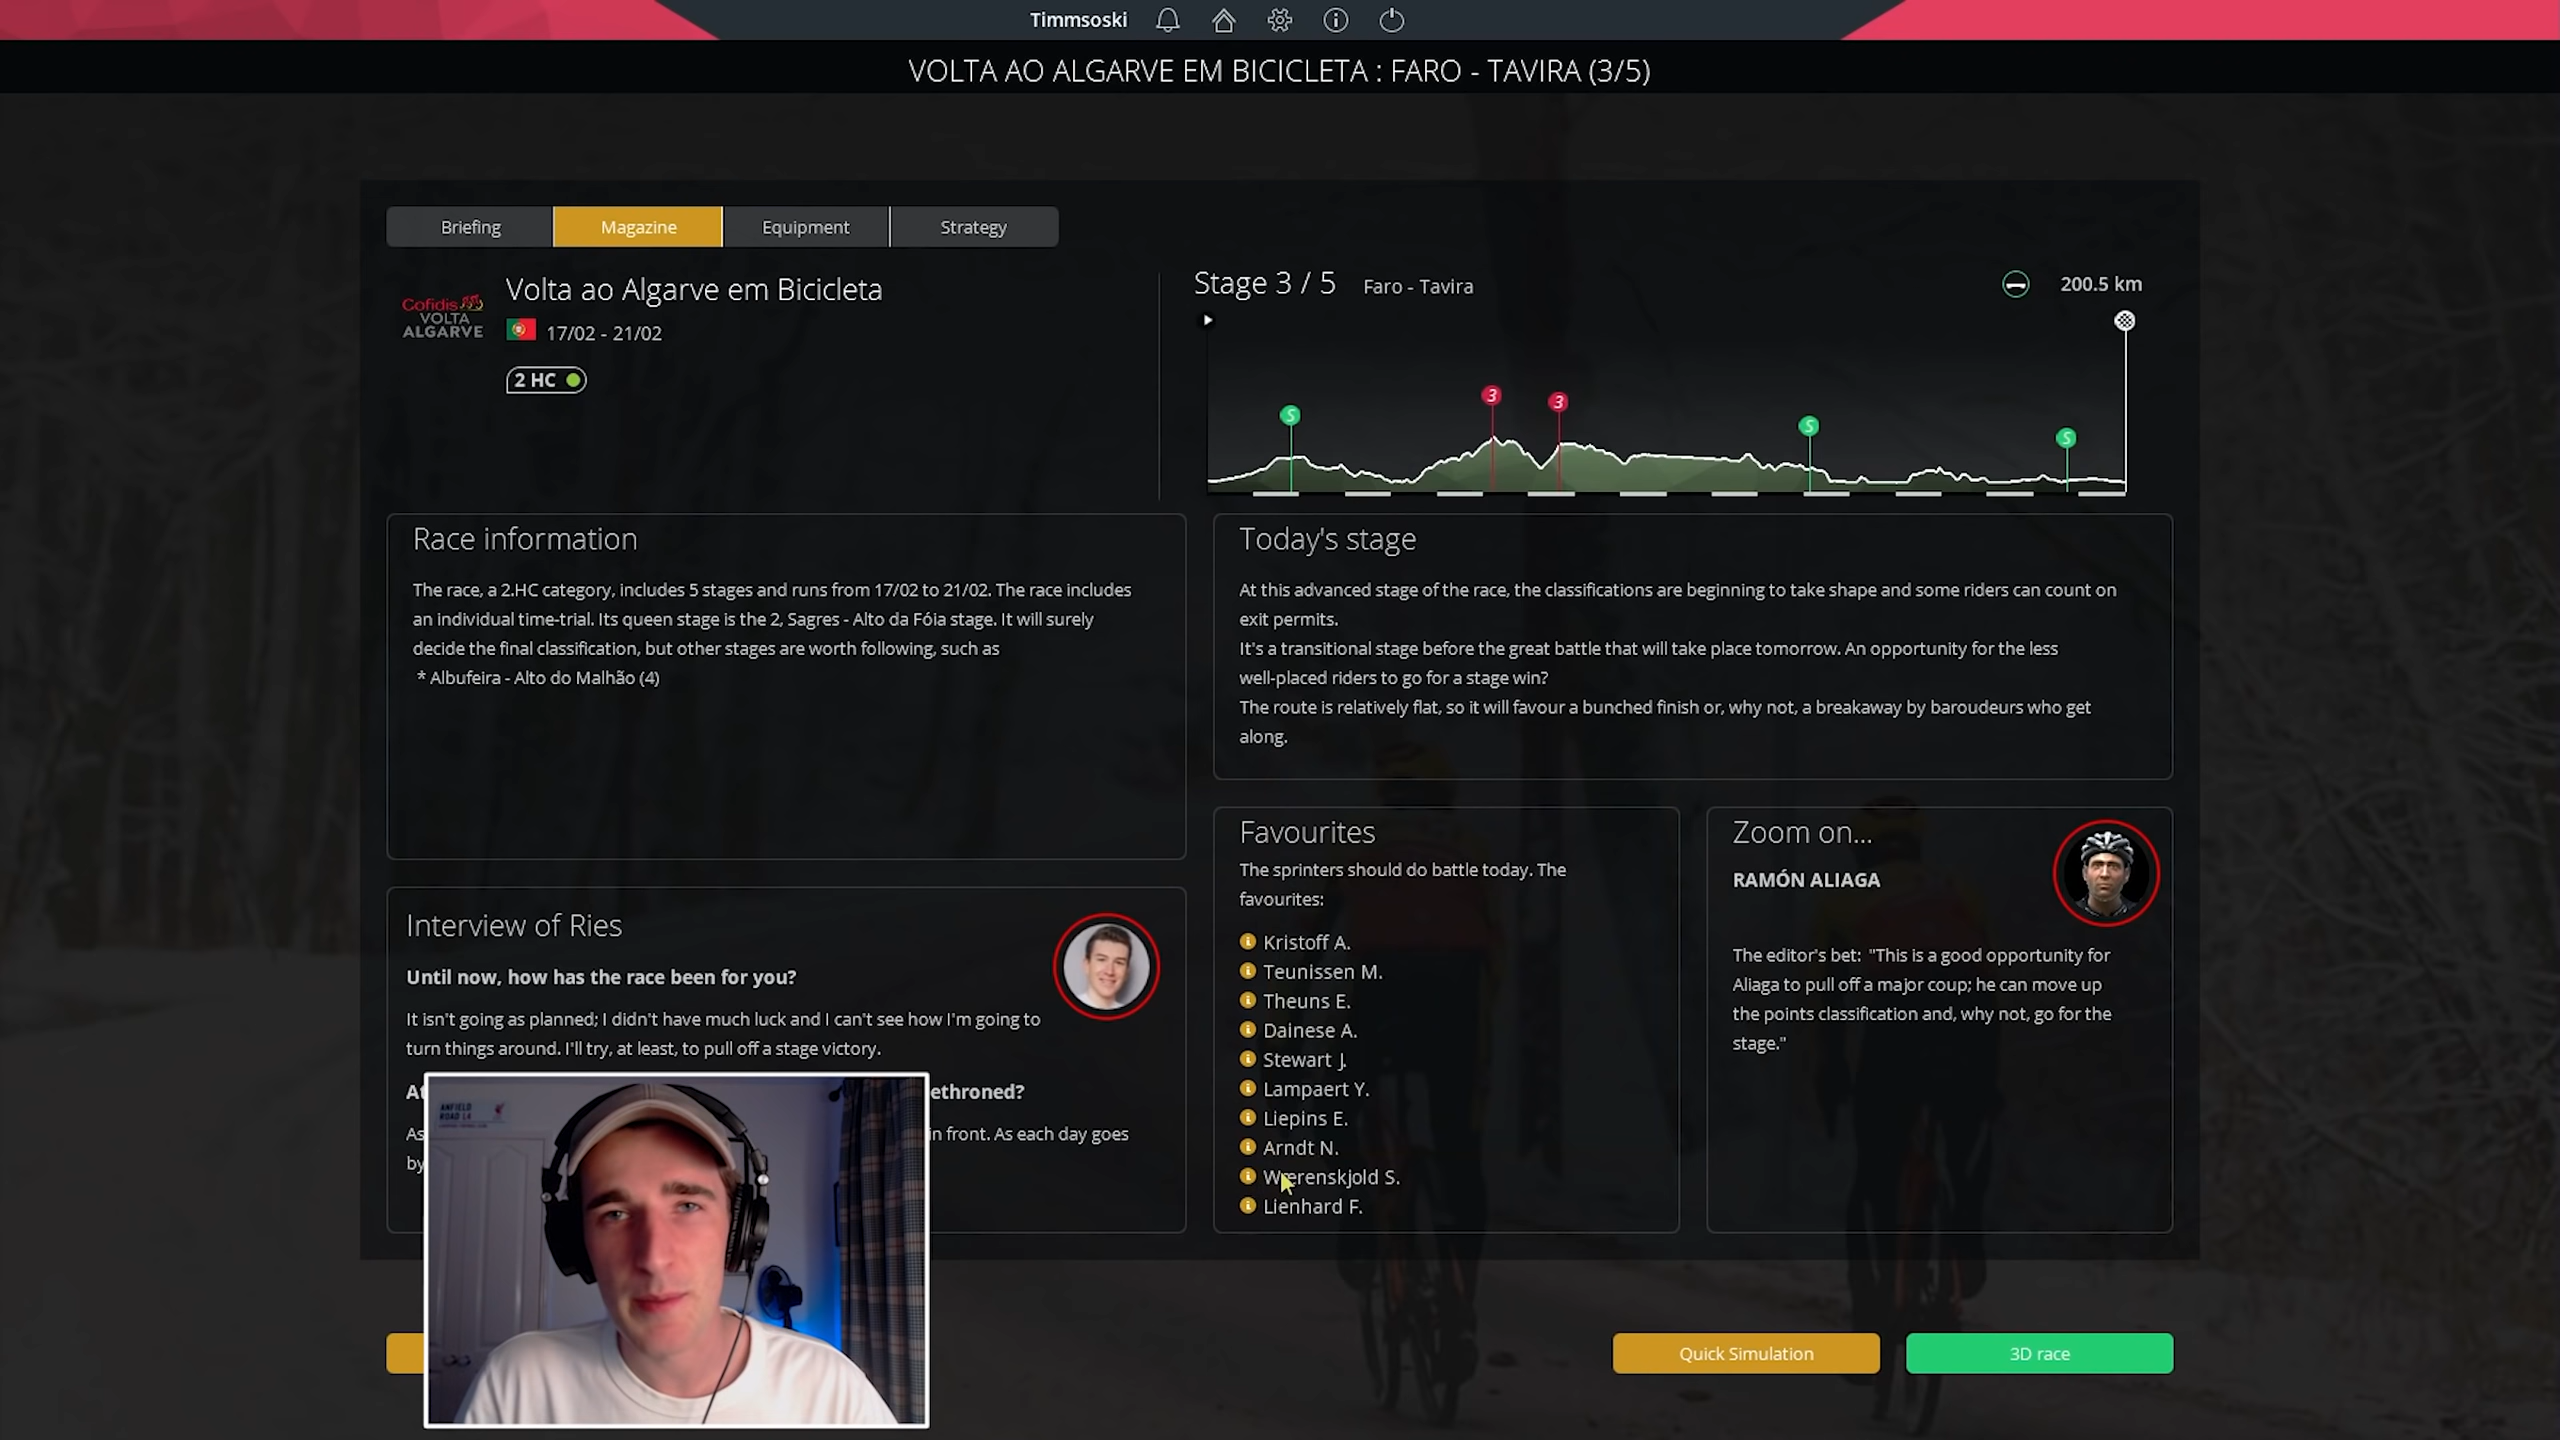 Timmsoski
VOLTA AO ALGARVE EM BICICLETA : FARO - TAVIRA (3/5)
Briefing
Magazine
Equipment
Strategy
Cofidis
VOLTA
ALGARVE
Volta ao Algarve em Bicicleta
17/02 - 21/02
2 HC
Stage 3 / 5
Faro - Tavira
200.5 km
S
3
3
S
S
Race information
The race, a 2.HC category, includes 5 stages and runs from 17/02 to 21/02. The race includes
an individual time-trial. Its queen stage is the 2, Sagres - Alto da Fóia stage. It will surely
decide the final classification, but other stages are worth following, such as
* Albufeira - Alto do Malhão (4)
Today's stage
At this advanced stage of the race, the classifications are beginning to take shape and some riders can count on
exit permits.
It's a transitional stage before the great battle that will take place tomorrow. An opportunity for the less
well-placed riders to go for a stage win?
The route is relatively flat, so it will favour a bunched finish or, why not, a breakaway by baroudeurs who get
along.
Interview of Ries
Until now, how has the race been for you?
It isn't going as planned; I didn't have much luck and I can't see how I'm going to
turn things around. I'll try, at least, to pull off a stage victory.
At
ethroned?
As
in front. As each day goes
by
ANFIELD
ROAD L4
Favourites
The sprinters should do battle today. The
favourites:
Kristoff A.
Teunissen M.
Theuns E.
Dainese A.
Stewart J.
Lampaert Y.
Liepins E.
Arndt N.
Wærenskjold S.
Lienhard F.
Zoom on...
RAMÓN ALIAGA
The editor's bet: "This is a good opportunity for
Aliaga to pull off a major coup; he can move up
the points classification and, why not, go for the
stage."
Quick Simulation
3D race